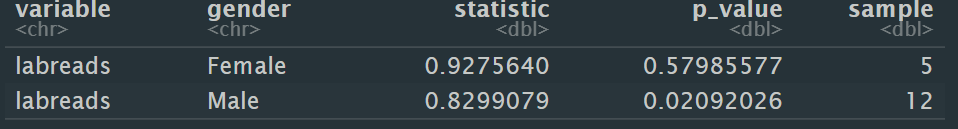 variable gender statistic p_value sample
<chr> <chr> <dbl> <dbl> <dbl>
labreads Female 0.9275640 0.57985577 5
labreads Male 0.8299079 0.02092026 12